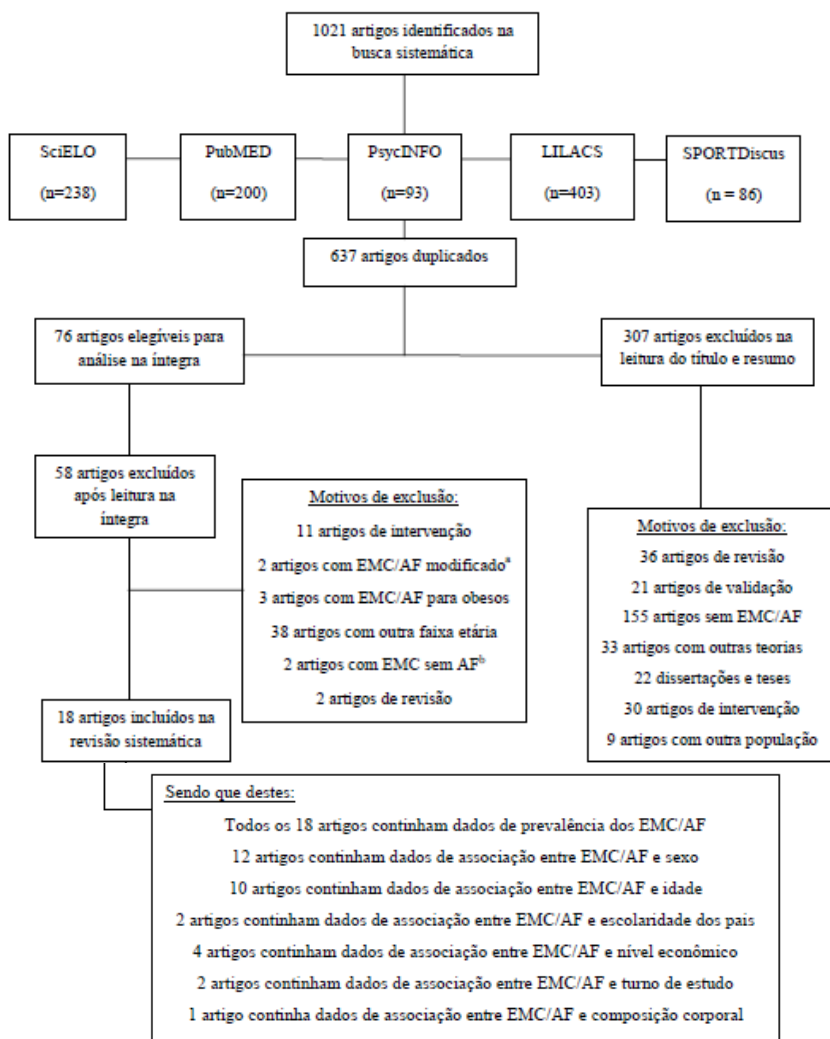 1021 artigos identificados na
busca sistemática
SciELO
(n=238)
PubMED
(n=200)
PsycINFO
(n=93)
LILACS
(n=403)
SPORTDiscus
(n = 86)
637 artigos duplicados
76 artigos elegíveis para
análise na íntegra
307 artigos excluídos na
leitura do título e resumo
58 artigos excluídos
após leitura na
íntegra
Motivos de exclusão:
11 artigos de intervenção
2 artigos com EMC/AF modificadoª
3 artigos com EMC/AF para obesos
38 artigos com outra faixa etária
2 artigos com EMC sem AFᵇ
2 artigos de revisão
Motivos de exclusão:
36 artigos de revisão
21 artigos de validação
155 artigos sem EMC/AF
33 artigos com outras teorias
22 dissertações e teses
30 artigos de intervenção
9 artigos com outra população
18 artigos incluídos na
revisão sistemática
Sendo que destes:
Todos os 18 artigos continham dados de prevalência dos EMC/AF
12 artigos continham dados de associação entre EMC/AF e sexo
10 artigos continham dados de associação entre EMC/AF e idade
2 artigos continham dados de associação entre EMC/AF e escolaridade dos pais
4 artigos continham dados de associação entre EMC/AF e nível econômico
2 artigos continham dados de associação entre EMC/AF e turno de estudo
1 artigo continha dados de associação entre EMC/AF e composição corporal